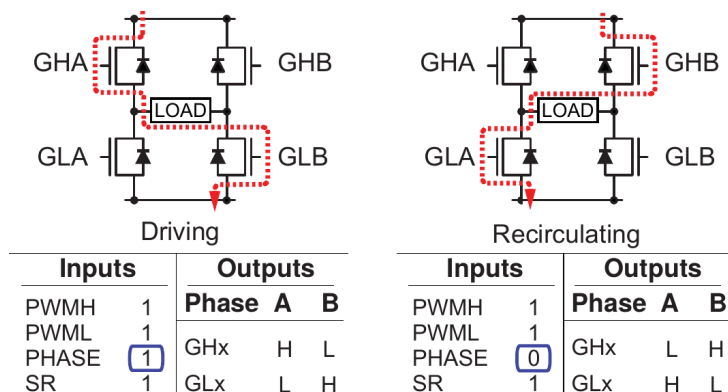 GHA GHB
LOAD
GLA GLB
Driving
Inputs Outputs
PWMH 1 Phase A B
PWML 1
PHASE 1 GHx H L
SR 1 GLx L H
GHA GHB
LOAD
GLA GLB
Recirculating
Inputs Outputs
PWMH 1 Phase A B
PWML 1
PHASE 0 GHx L H
SR 1 GLx H L